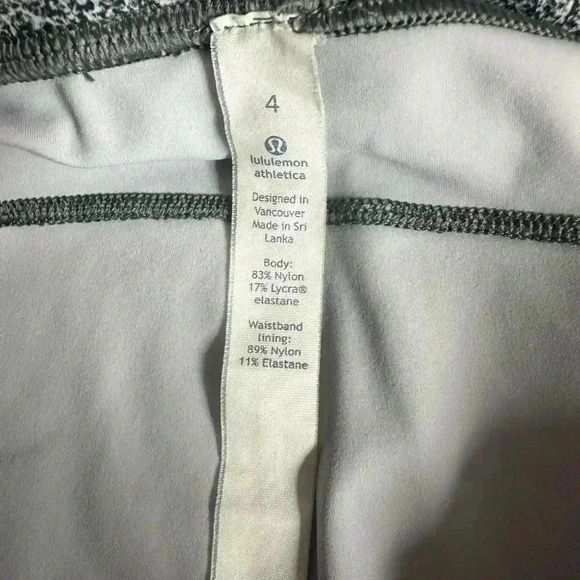 4
lululemon
athletica
Designed in
Vancouver
Made in Sri
Lanka
Body:
83% Nylon
17% Lycra®
elastane
Waistband
lining:
89% Nylon
11% Elastane